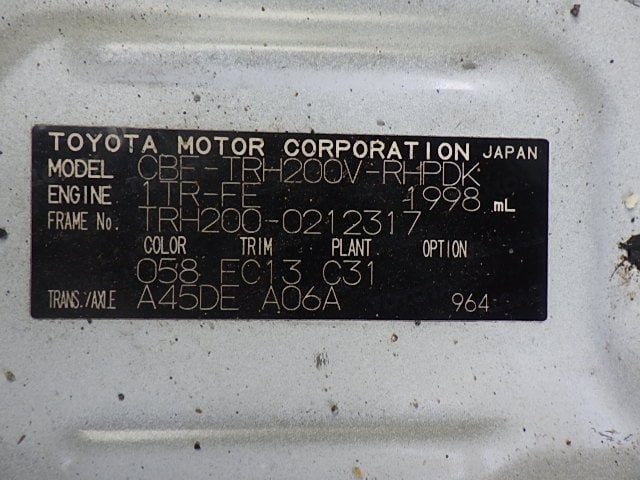 TOYOTA MOTOR CORPORATION JAPAN
MODEL CBF-TRH200V-RHPDK
ENGINE 1TR-FE 1998 mL
FRAME No. TRH200-0212317
COLOR TRIM PLANT OPTION
058 FC13 C31
TRANS./AXLE A45DE A06A 964